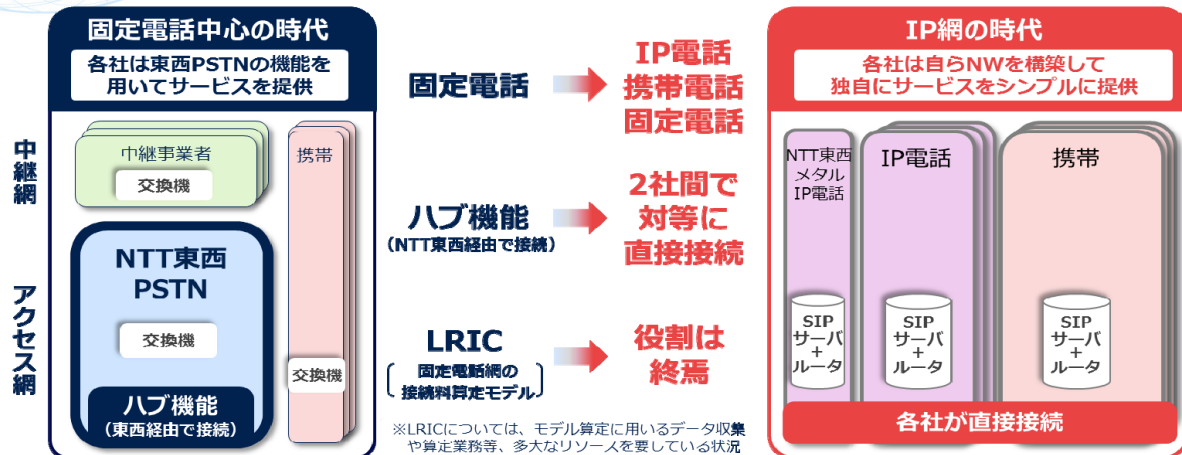 固定電話中心の時代
各社は東西PSTNの機能を
用いてサービスを提供
中継網
アクセス網
中継事業者
交換機
携帯
NTT東西
PSTN
交換機
交換機
ハブ機能
（東西経由で接続）
固定電話
IP電話
携帯電話
固定電話
ハブ機能
（NTT東西経由で接続）
2社間で
対等に
直接接続
LRIC
固定電話網の
接続料算定モデル
役割は
終焉
※LRICについては、モデル算定に用いるデータ収集
や算定業務等、多大なリソースを要している状況
IP網の時代
各社は自らNWを構築して
独自にサービスをシンプルに提供
NTT東西
メタル
IP電話
IP電話
携帯
SIP
サーバ
+
ルータ
SIP
サーバ
+
ルータ
SIP
サーバ
+
ルータ
各社が直接接続